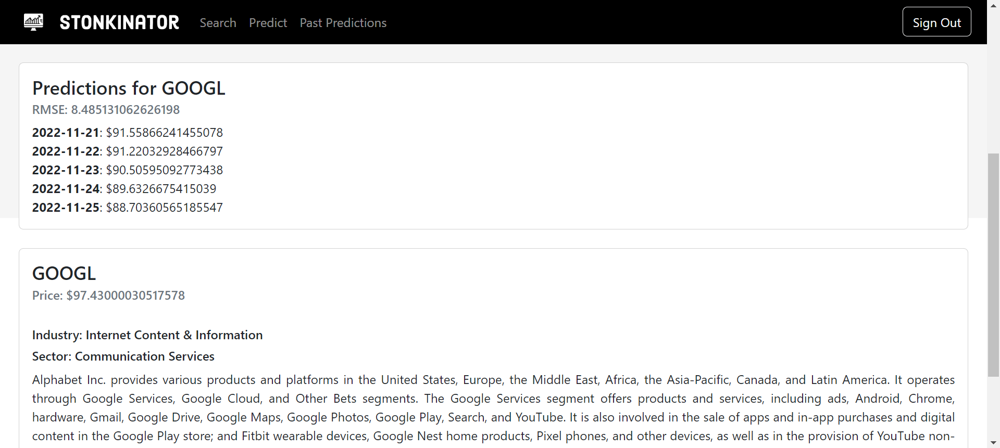 STONKINATOR Search Predict Past Predictions Sign Out
Predictions for GOOGL
RMSE: 8.485131062626198
2022-11-21: $91.55866241455078
2022-11-22: $91.22032928466797
2022-11-23: $90.50595092773438
2022-11-24: $89.6326675415039
2022-11-25: $88.70360565185547
GOOGL
Price: $97.43000030517578
Industry: Internet Content & Information
Sector: Communication Services
Alphabet Inc. provides various products and platforms in the United States, Europe, the Middle East, Africa, the Asia-Pacific, Canada, and Latin America. It operates
through Google Services, Google Cloud, and Other Bets segments. The Google Services segment offers products and services, including ads, Android, Chrome,
hardware, Gmail, Google Drive, Google Maps, Google Photos, Google Play, Search, and YouTube. It is also involved in the sale of apps and in-app purchases and digital
content in the Google Play store; and Fitbit wearable devices, Google Nest home products, Pixel phones, and other devices, as well as in the provision of YouTube non-